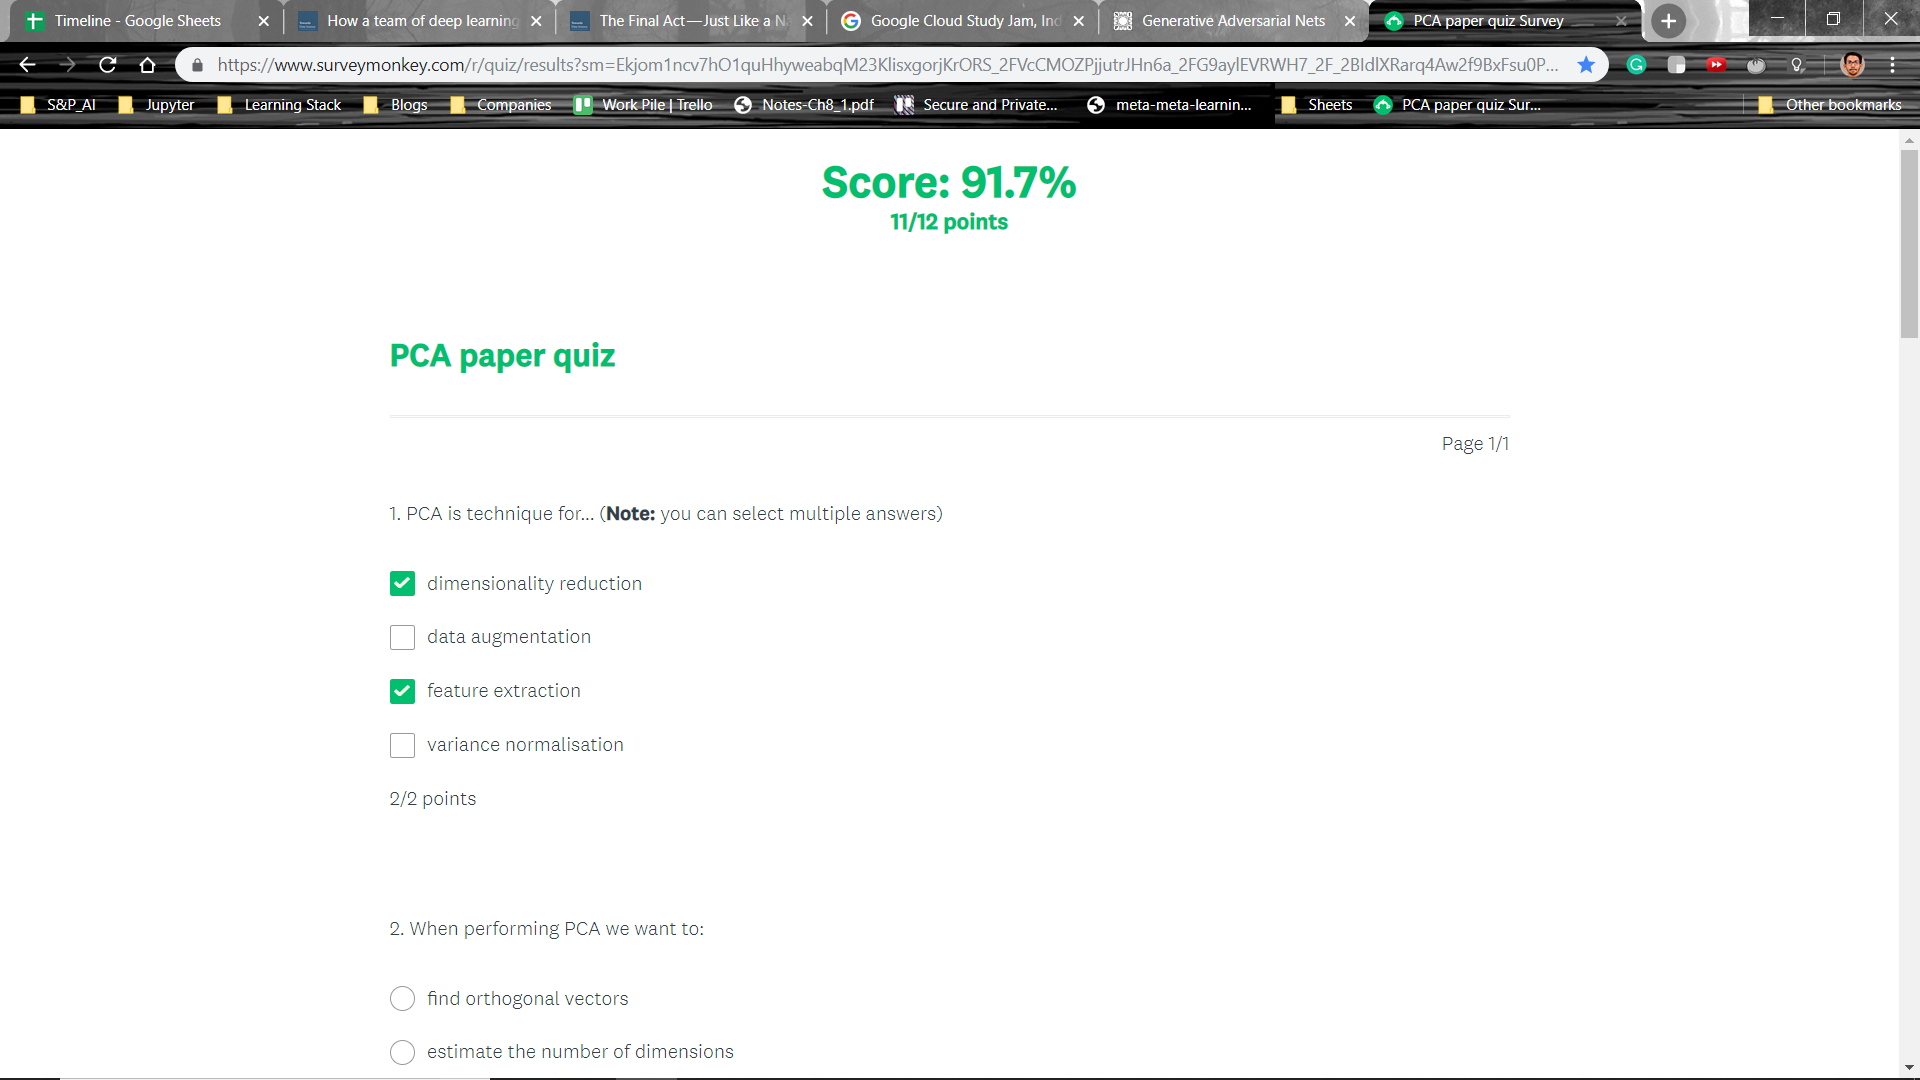 Timeline - Google Sheets
How a team of deep learning
The Final Act—Just Like a N
Google Cloud Study Jam, Ind
Generative Adversarial Nets
PCA paper quiz Survey
https://www.surveymonkey.com/r/quiz/results?sm=
S&P_AI
Jupyter
Learning Stack
Blogs
Companies
Work Pile | Trello
Notes-Ch8_1.pdf
Secure and Private...
meta-meta-learnin...
Sheets
PCA paper quiz Sur...
Other bookmarks
Score: 91.7%
11/12 points
PCA paper quiz
Page 1/1
1. PCA is technique for... (Note: you can select multiple answers)
dimensionality reduction
data augmentation
feature extraction
variance normalisation
2/2 points
2. When performing PCA we want to:
find orthogonal vectors
estimate the number of dimensions